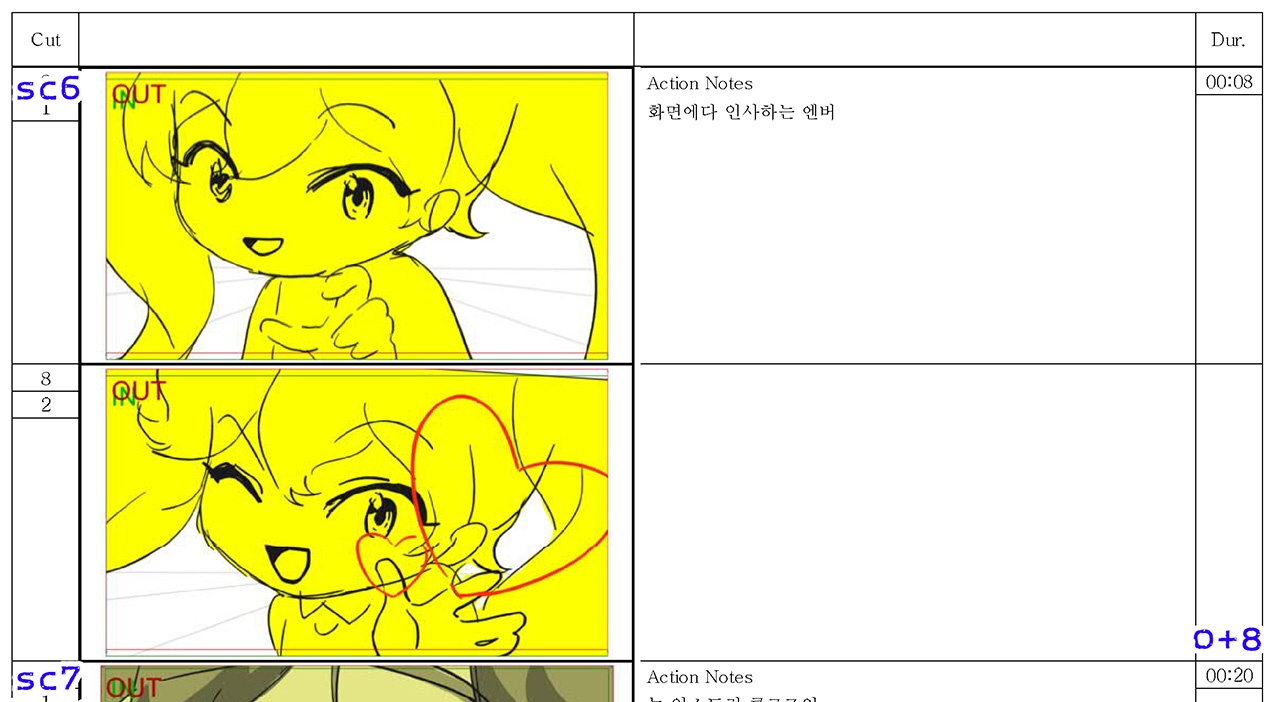 Cut
Dur.
sc6
1
OUT
IN
Action Notes
화면에다 인사하는 엔버
00:08
8
2
OUT
IN
0+8
sc7
OUT
Action Notes
00:20